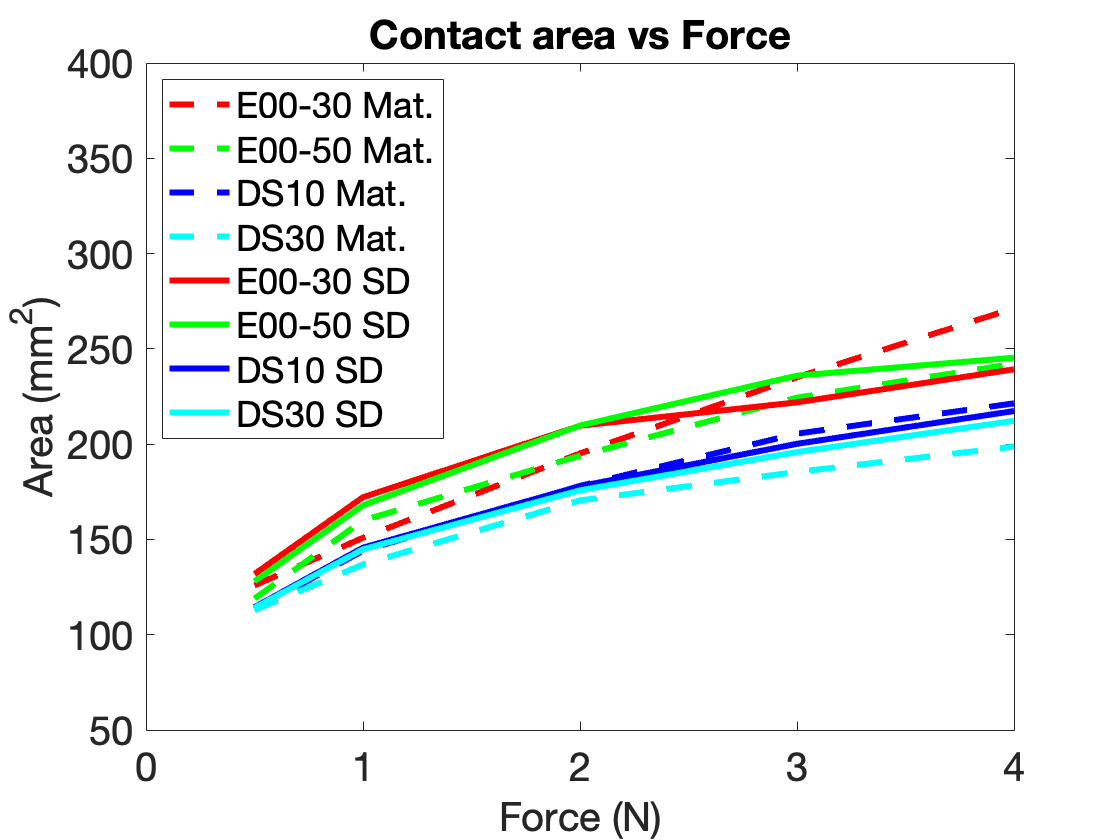 Contact area vs Force
400
350
300
250
200
150
100
50
Area (mm²)
E00-30 Mat.
E00-50 Mat.
DS10 Mat.
DS30 Mat.
E00-30 SD
E00-50 SD
DS10 SD
DS30 SD
0 1 2 3 4
Force (N)